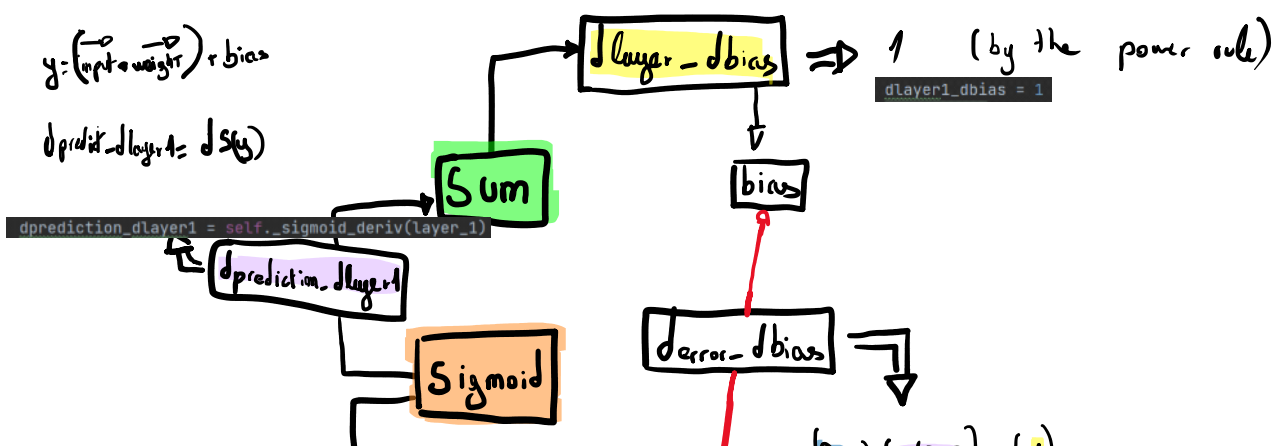 y=(input • weight) + bias
dlayer_dbias
1 (by the power rule)
dlayer1_dbias = 1
dpredict_dlayer1= dS(y)
Sum
bias
dprediction_dlayer1 = self._sigmoid_deriv(layer_1)
dprediction_dlayer1
derror_dbias
Sigmoid